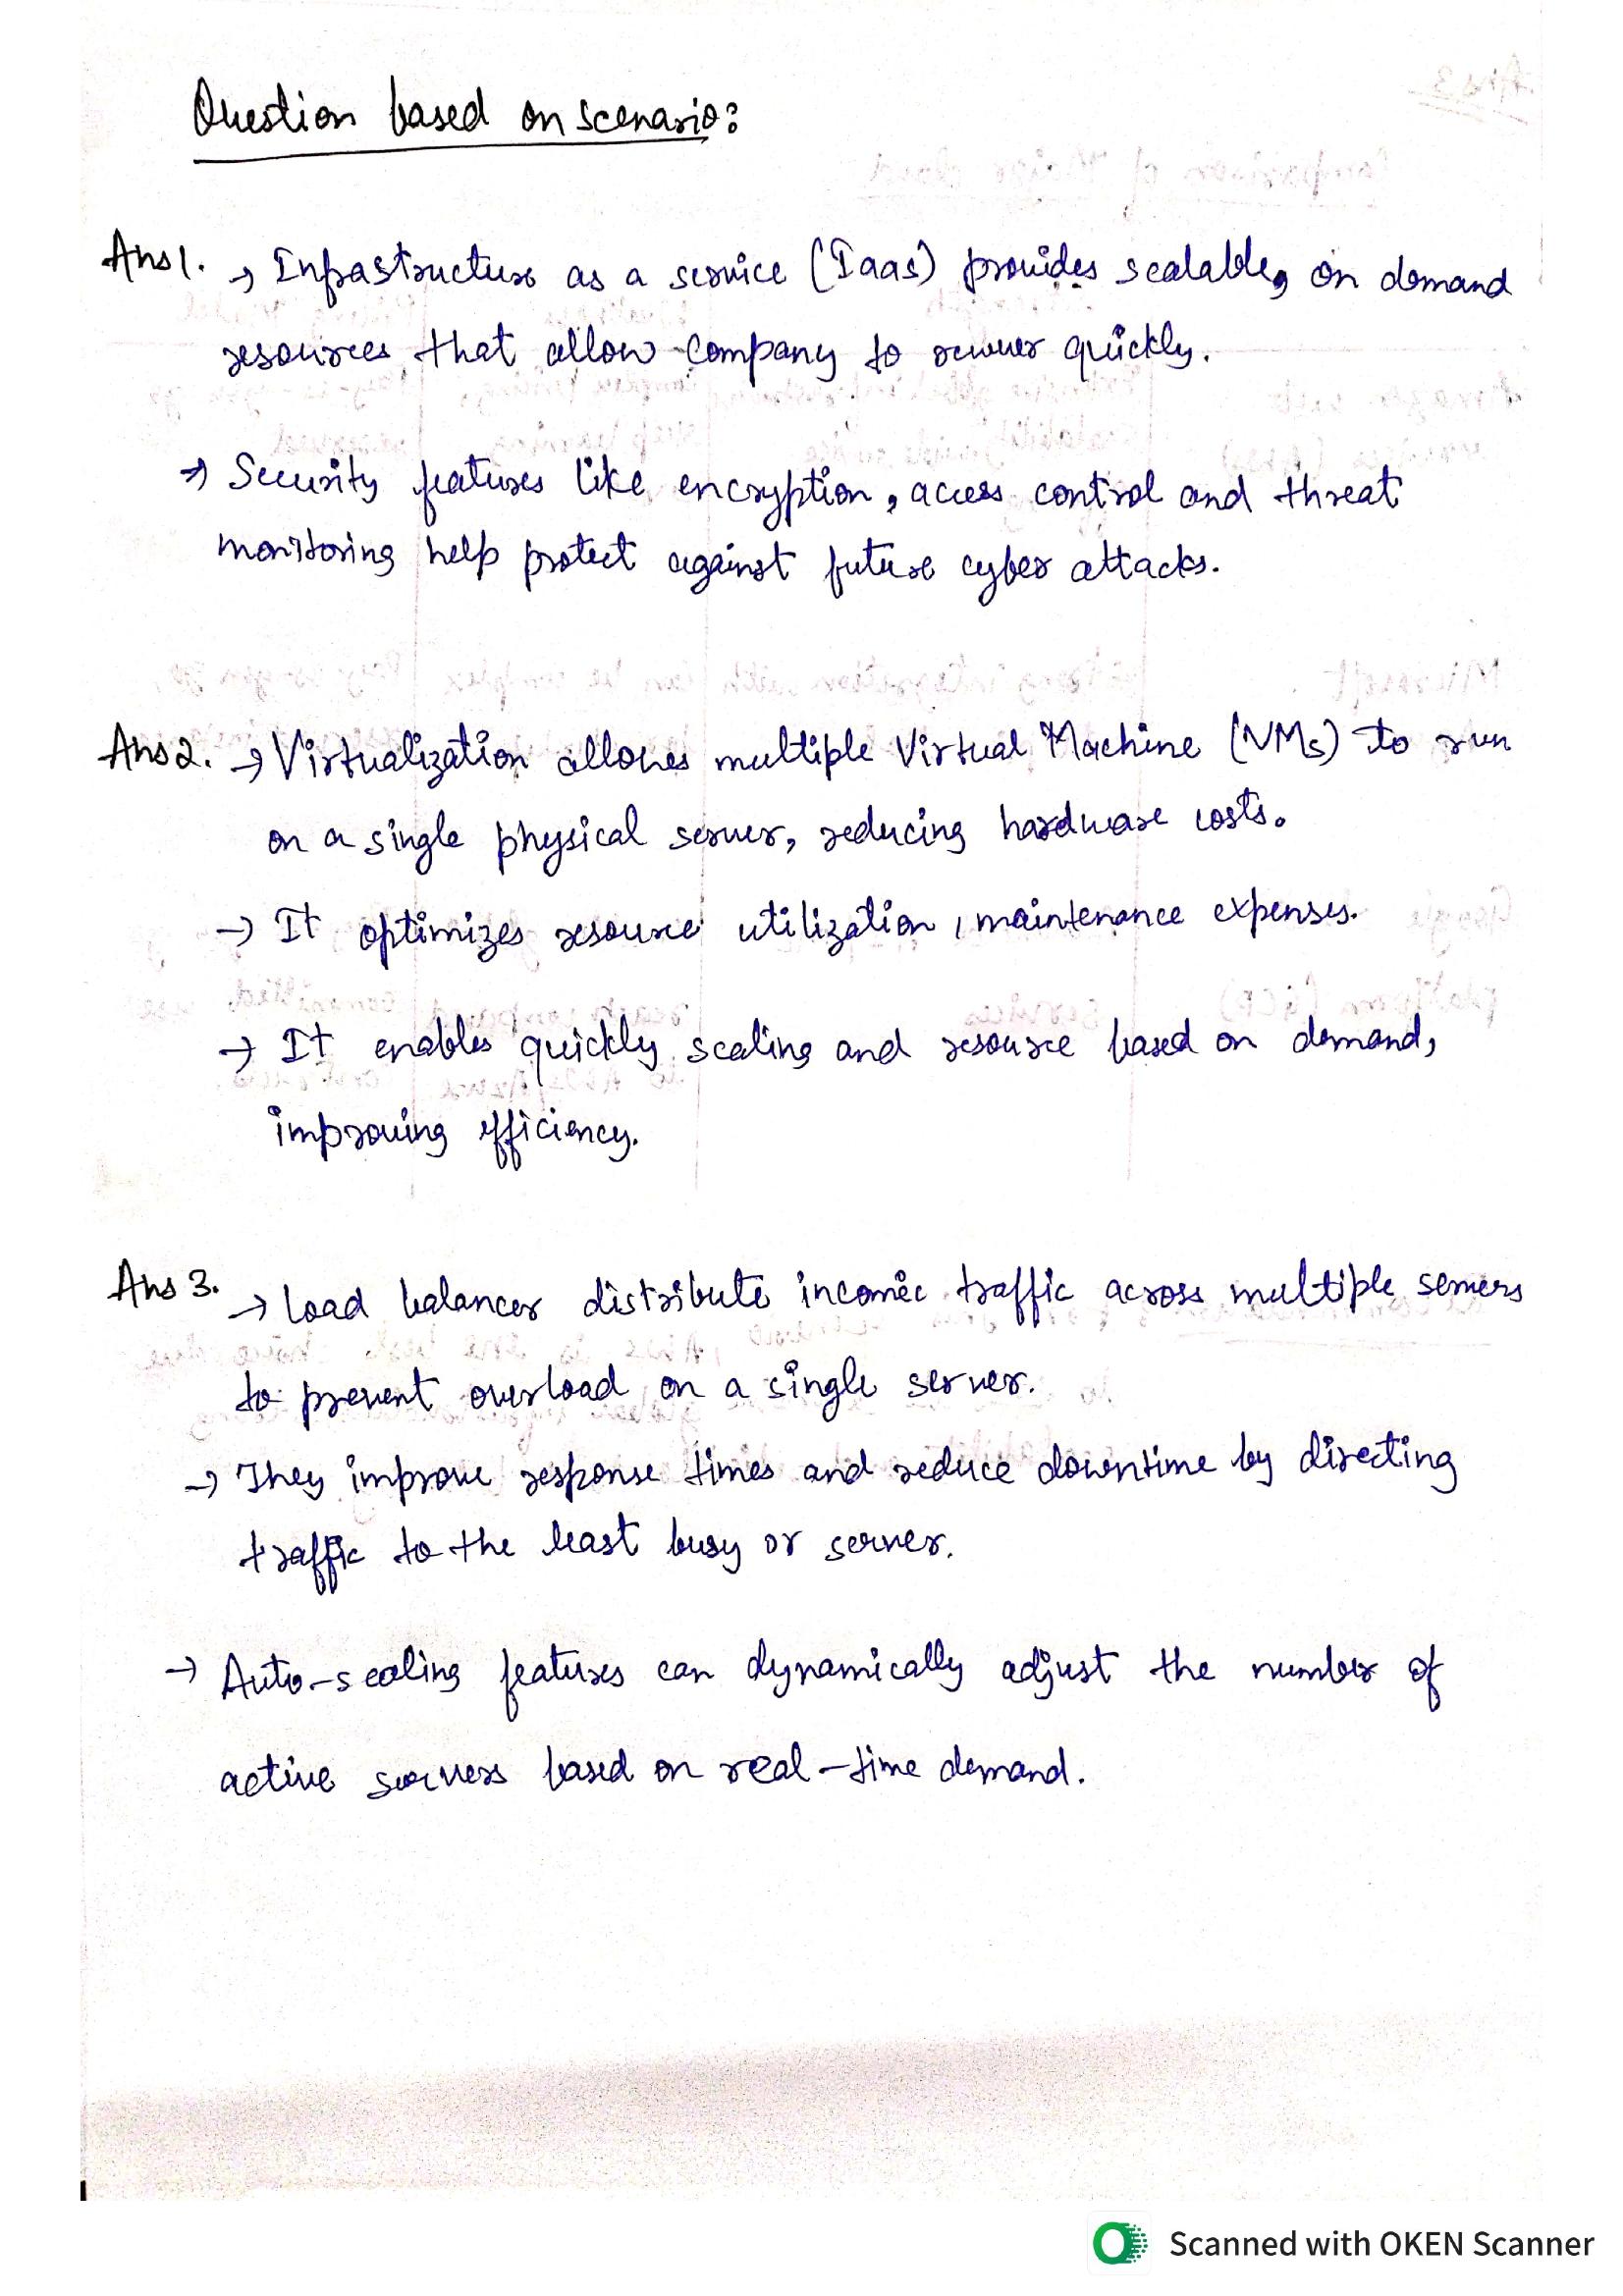 Question based on scenario:
Ans1. → Infrastructure as a service (Iaas) provides scalable, on demand
resources that allow company to recover quickly.
→ Security features like encryption, access control and threat
monitoring help protect against future cyber attacks.
Ans2. → Virtualization allows multiple Virtual Machine (VMs) to run
on a single physical server, reducing hardware costs.
→ It optimizes resource utilization, maintenance expenses.
→ It enables quickly scaling and resource based on demand,
improving efficiency.
Ans 3. → Load balancer distribute traffic across multiple servers
to prevent overload on a single server.
→ They improve response times and reduce downtime by directing
traffic to the least busy or server.
→ Auto-scaling features can dynamically adjust the number of
active servers based on real-time demand.
Scanned with OKEN Scanner